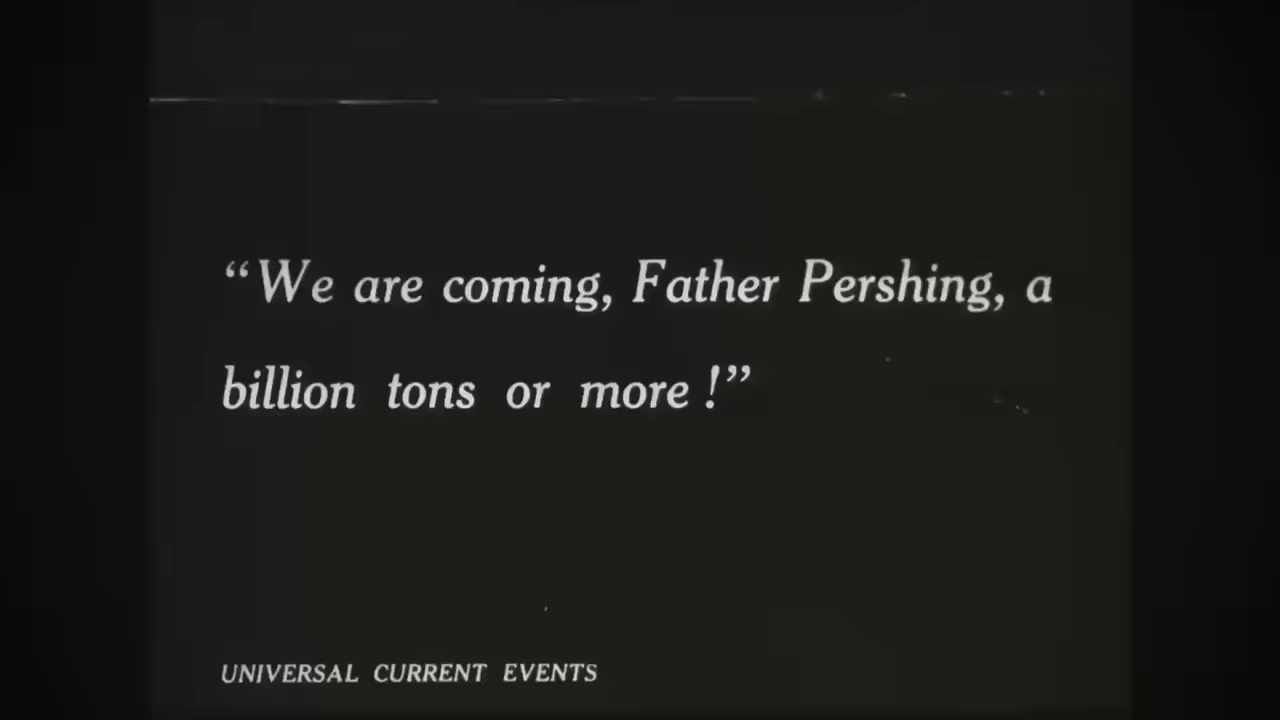 “We are coming, Father Pershing, a
billion tons or more!”
UNIVERSAL CURRENT EVENTS